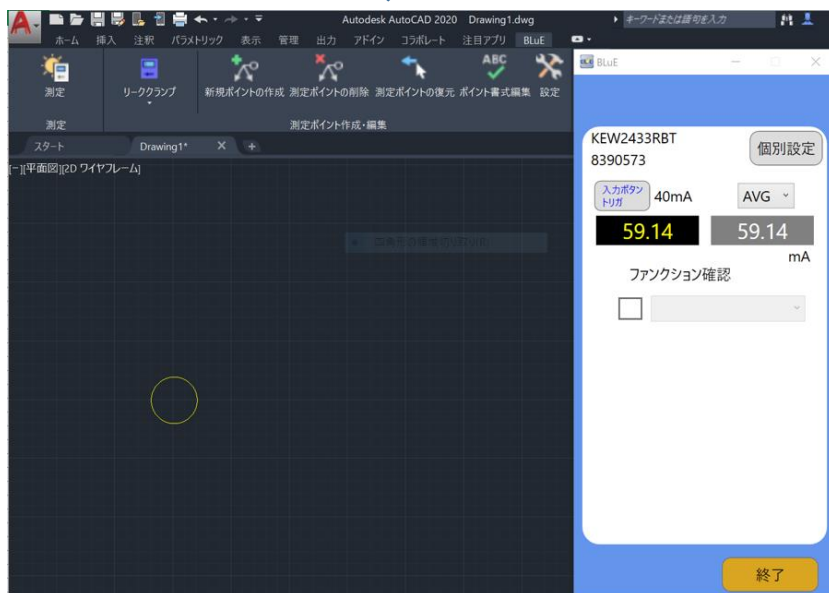 Autodesk AutoCAD 2020 Drawing1.dwg
キーワードまたは語句を入力
ホーム 挿入 注釈 パラメトリック 表示 管理 出力 アドイン コラボレート 注目アプリ BLuE
測定
リーククランプ
新規ポイントの作成
測定ポイントの削除
測定ポイントの復元
ABC
ポイント書式編集
設定
測定
測定ポイント作成・編集
スタート
Drawing1*
[-][平面図][2D ワイヤフレーム]
BLuE
KEW2433RBT
8390573
個別設定
入力ボタン
トリガ
40mA
AVG
59.14
59.14
mA
ファンクション確認
終了